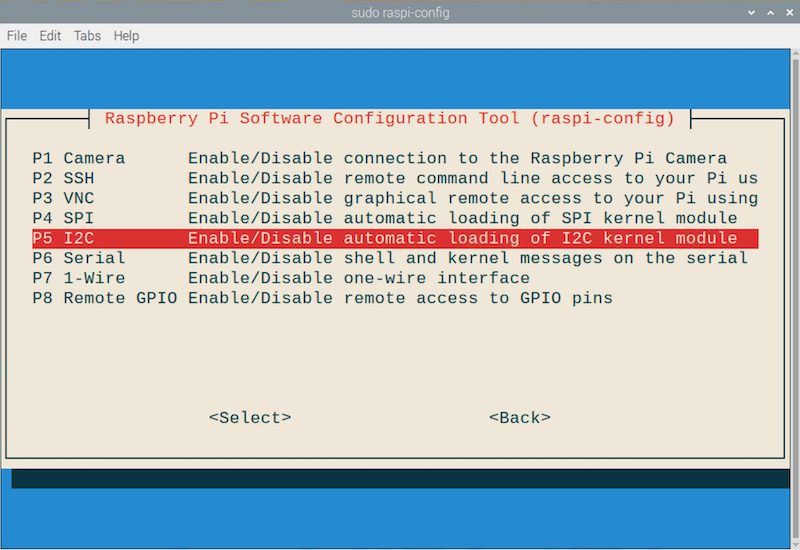 sudo raspi-config
File Edit Tabs Help
Raspberry Pi Software Configuration Tool (raspi-config)
P1 Camera Enable/Disable connection to the Raspberry Pi Camera
P2 SSH Enable/Disable remote command line access to your Pi us
P3 VNC Enable/Disable graphical remote access to your Pi using
P4 SPI Enable/Disable automatic loading of SPI kernel module
P5 I2C Enable/Disable automatic loading of I2C kernel module
P6 Serial Enable/Disable shell and kernel messages on the serial
P7 1-Wire Enable/Disable one-wire interface
P8 Remote GPIO Enable/Disable remote access to GPIO pins
<Select> <Back>